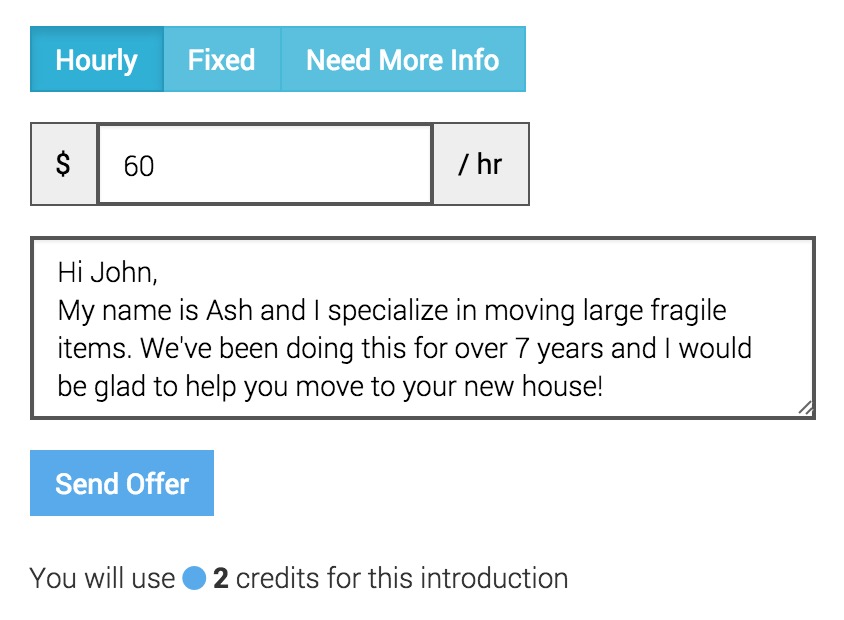 Hourly Fixed Need More Info
$ 60 / hr
Hi John,
My name is Ash and I specialize in moving large fragile
items. We've been doing this for over 7 years and I would
be glad to help you move to your new house!
Send Offer
You will use 2 credits for this introduction